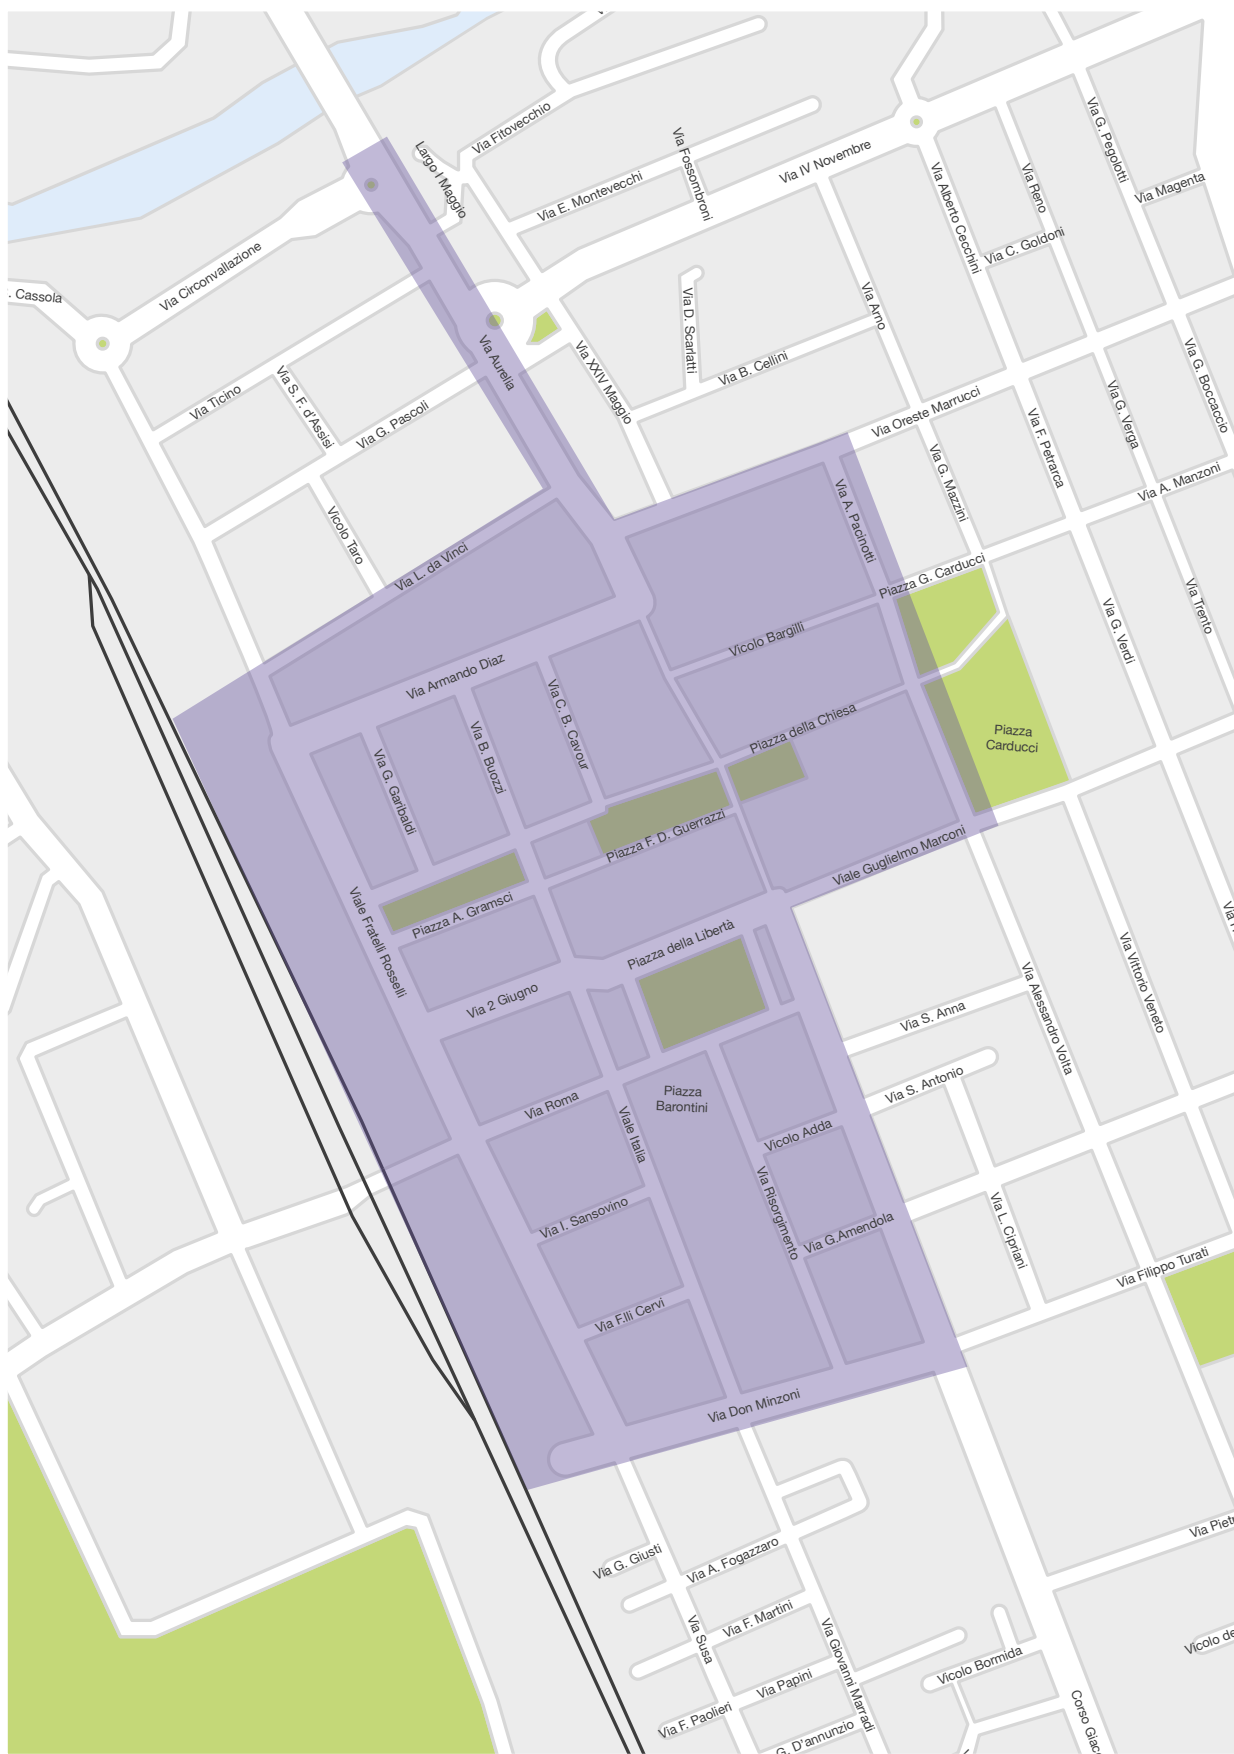 Via Fitovecchio
Largo I Maggio
Via Fossombroni
Via IV Novembre
Via E. Montevecchi
Via G. Pegolotti
Via Reno
Via Magenta
Via Alberto Cecchini
Via C. Goldoni
Via Circonvallazione
. Cassola
Via D. Scarlatti
Via Arno
Via Aurelia
Via XXIV Maggio
Via B. Cellini
Via G. Boccaccio
Via Ticino
Via S. F. d'Assisi
Via G. Pascoli
Via Oreste Marrucci
Via F. Petrarca
Via G. Verga
Via G. Mazzini
Via A. Manzoni
Via A. Pacinotti
Vicolo Taro
Via L. da Vinci
Piazza G. Carducci
Via Trento
Via G. Verdi
Vicolo Bargilli
Via Armando Diaz
Via C. B. Cavour
Via B. Buozzi
Piazza della Chiesa
Piazza
Carducci
Via G. Garibaldi
Piazza F. D. Guerrazzi
Viale Guglielmo Marconi
Viale Fratelli Rosselli
Piazza A. Gramsci
Piazza della Libertà
Via Vittorio Veneto
Via 2 Giugno
Via Alessandro Volta
Via S. Anna
Via S. Antonio
Piazza
Barontini
Via Roma
Viale Italia
Vicolo Adda
Via Risorgimento
Via I. Sansovino
Via G.Amendola
Via L. Cipriani
Via Filippo Turati
Via F.lli Cervi
Via Don Minzoni
Via Pietr
Via G. Giusti
Via A. Fogazzaro
Via F. Martini
Via Susa
Via Giovanni Marradi
Vicolo de
Vicolo Bormida
Via Papini
Via F. Paolieri
G. D'annunzio
Corso Giac